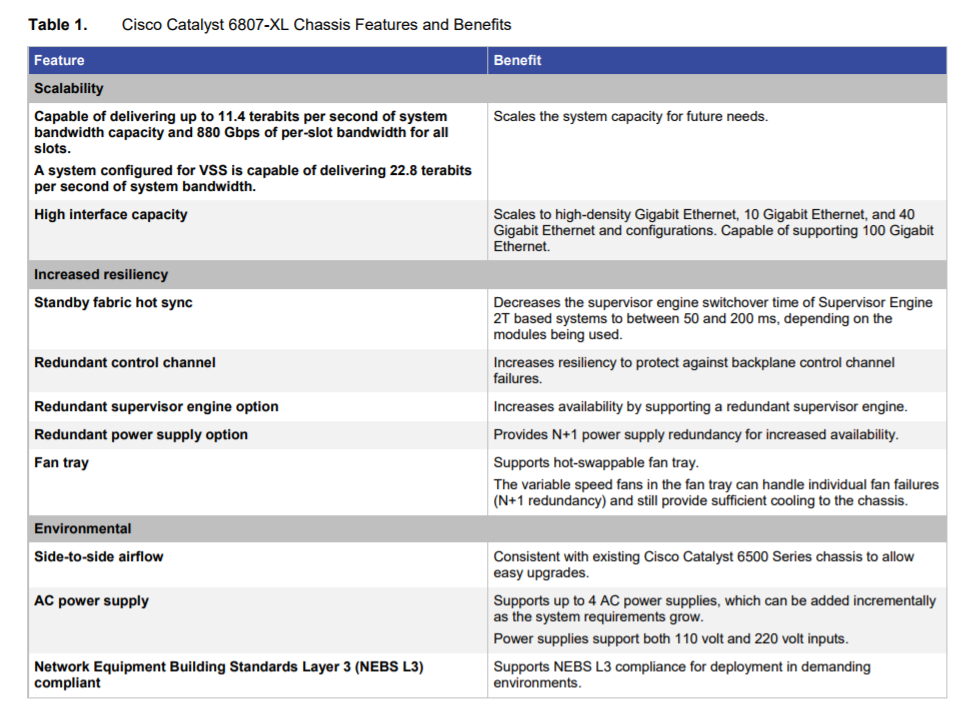 Table 1. Cisco Catalyst 6807-XL Chassis Features and Benefits
Feature
Benefit
Scalability
Capable of delivering up to 11.4 terabits per second of system
bandwidth capacity and 880 Gbps of per-slot bandwidth for all
slots.
A system configured for VSS is capable of delivering 22.8 terabits
per second of system bandwidth.
Scales the system capacity for future needs.
High interface capacity
Scales to high-density Gigabit Ethernet, 10 Gigabit Ethernet, and 40
Gigabit Ethernet and configurations. Capable of supporting 100 Gigabit
Ethernet.
Increased resiliency
Standby fabric hot sync
Decreases the supervisor engine switchover time of Supervisor Engine
2T based systems to between 50 and 200 ms, depending on the
modules being used.
Redundant control channel
Increases resiliency to protect against backplane control channel
failures.
Redundant supervisor engine option
Increases availability by supporting a redundant supervisor engine.
Redundant power supply option
Provides N+1 power supply redundancy for increased availability.
Fan tray
Supports hot-swappable fan tray.
The variable speed fans in the fan tray can handle individual fan failures
(N+1 redundancy) and still provide sufficient cooling to the chassis.
Environmental
Side-to-side airflow
Consistent with existing Cisco Catalyst 6500 Series chassis to allow
easy upgrades.
AC power supply
Supports up to 4 AC power supplies, which can be added incrementally
as the system requirements grow.
Power supplies support both 110 volt and 220 volt inputs.
Network Equipment Building Standards Layer 3 (NEBS L3)
compliant
Supports NEBS L3 compliance for deployment in demanding
environments.